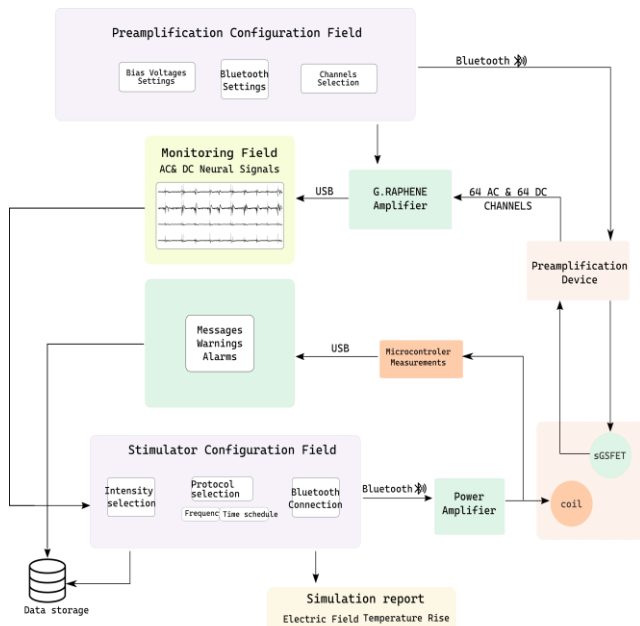 Preamplification Configuration Field
Bias Voltages
Settings
Bluetooth
Settings
Channels
Selection
Bluetooth
Monitoring Field
AC& DC Neural Signals
USB
G.RAPHENE
Amplifier
64 AC & 64 DC
CHANNELS
Preamplification
Device
Messages
Warnings
Alarms
USB
Microcontroler
Measurements
sGSFET
coil
Stimulator Configuration Field
Intensity
selection
Protocol
selection
Frequenc
Time schedule
Bluetooth
Connection
Bluetooth
Power
Amplifier
Data storage
Simulation report
Electric Field Temperature Rise